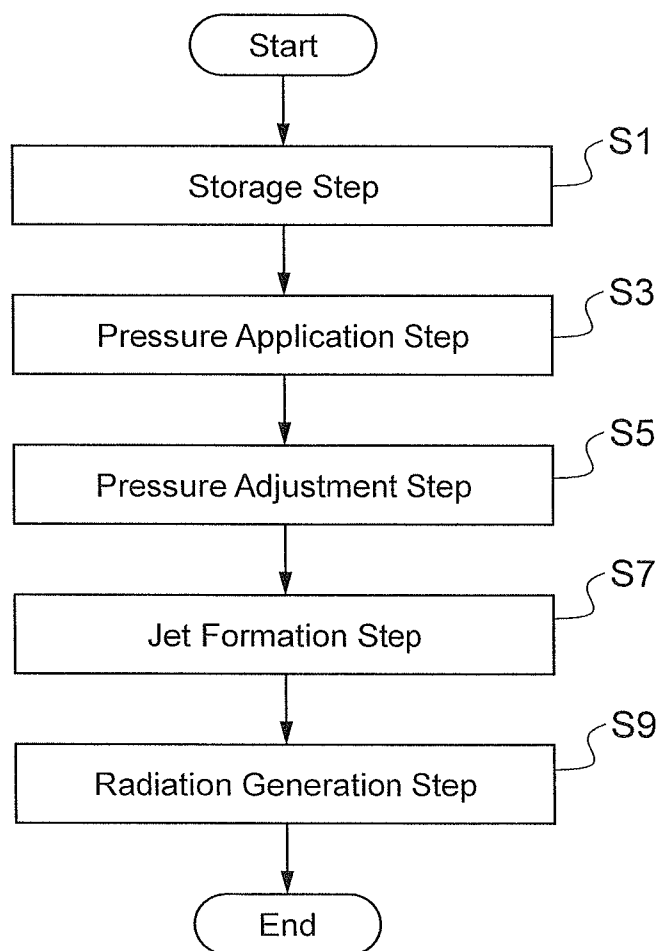 Start
S1
Storage Step
S3
Pressure Application Step
S5
Pressure Adjustment Step
S7
Jet Formation Step
S9
Radiation Generation Step
End